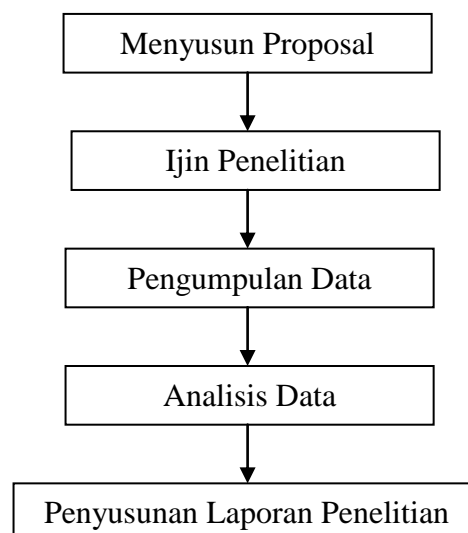 Menyusun Proposal
Ijin Penelitian
Pengumpulan Data
Analisis Data
Penyusunan Laporan Penelitian